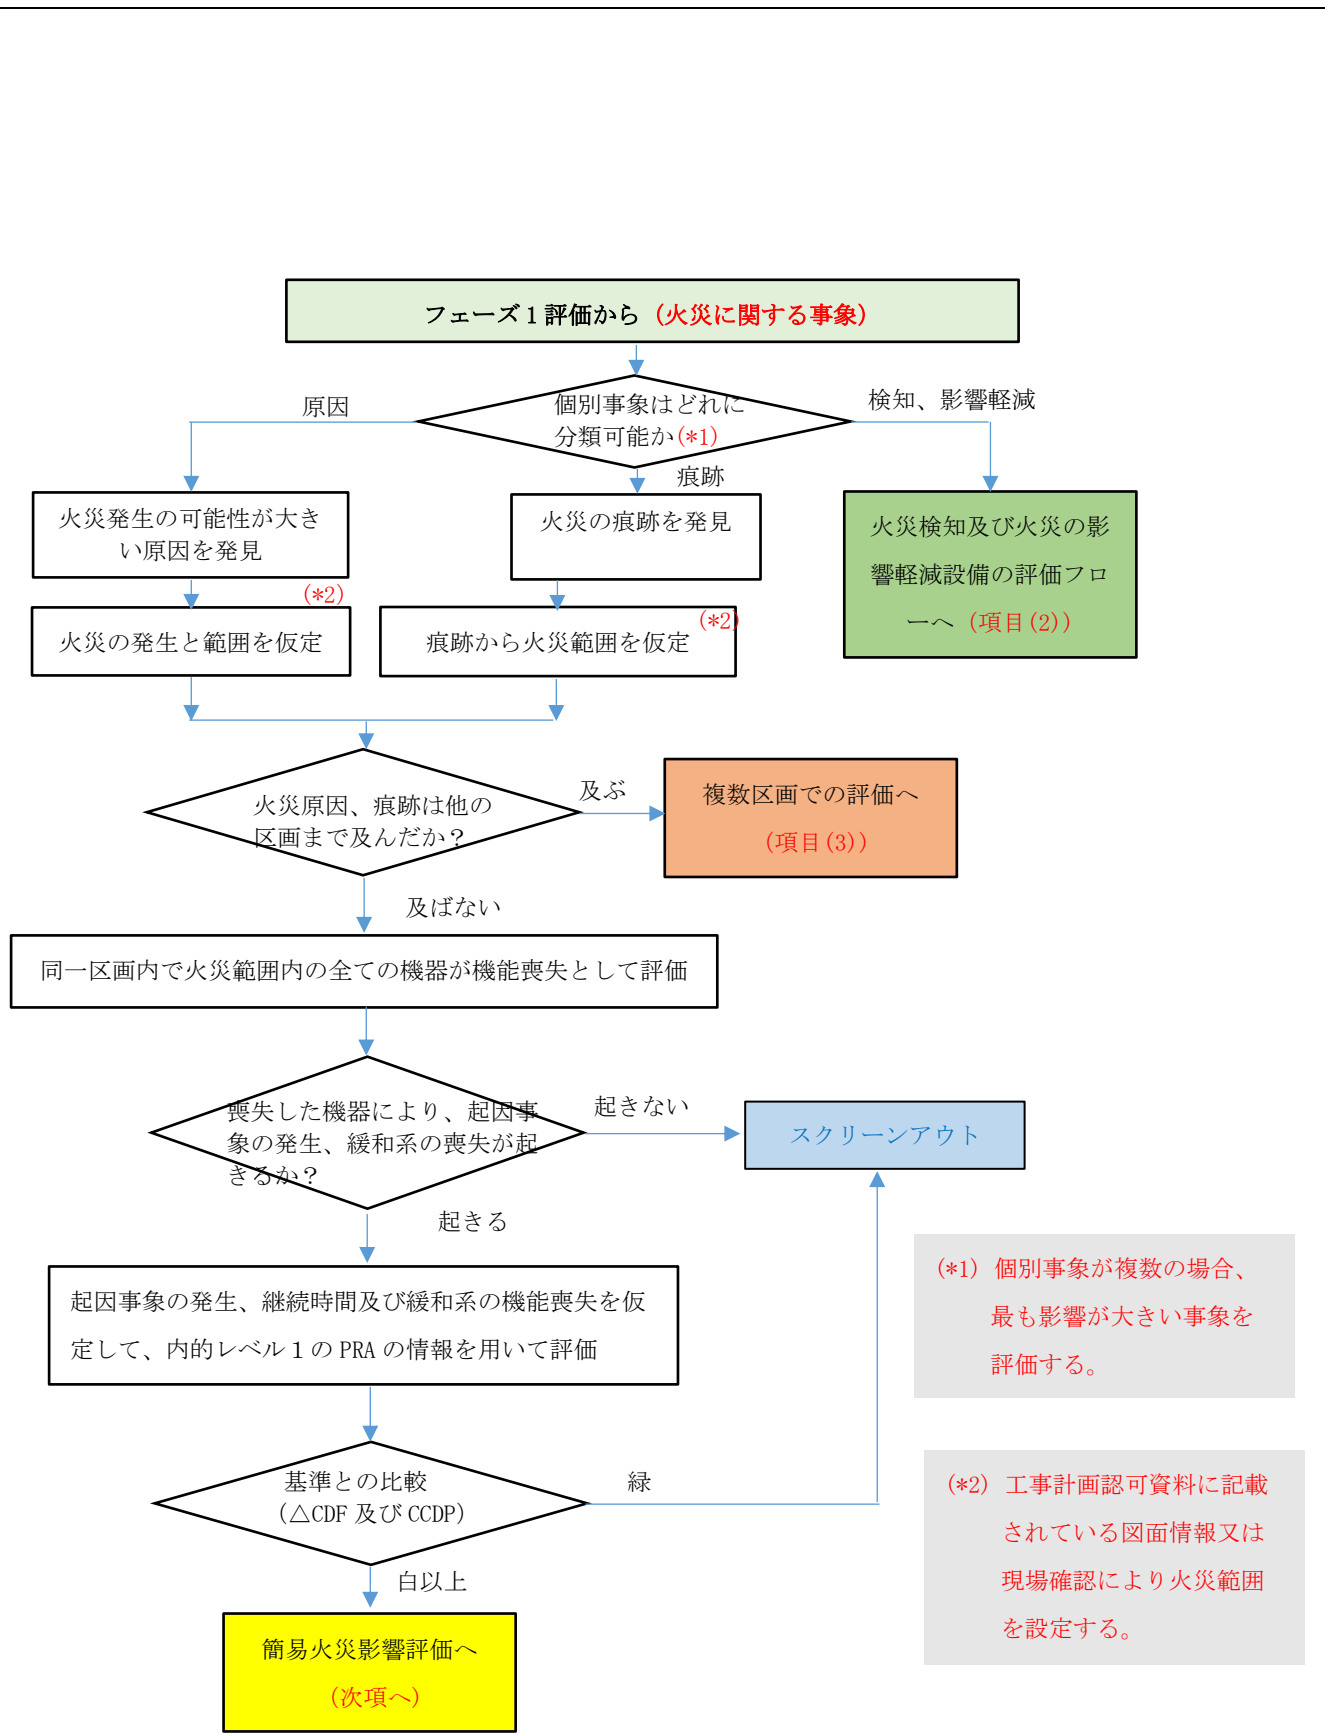 フェーズ1評価から（火災に関する事象）
個別事象はどれに
分類可能か(*1)
原因
検知、影響軽減
痕跡
火災発生の可能性が大き
い原因を発見
火災の痕跡を発見
火災検知及び火災の影
響軽減設備の評価フロ
ーへ（項目(2)）
(*2)
火災の発生と範囲を仮定
(*2)
痕跡から火災範囲を仮定
火災原因、痕跡は他の
区画まで及んだか？
及ぶ
複数区画での評価へ
（項目(3)）
及ばない
同一区画内で火災範囲内の全ての機器が機能喪失として評価
喪失した機器により、起因事
象の発生、緩和系の喪失が起
きるか？
起きない
スクリーンアウト
起きる
起因事象の発生、継続時間及び緩和系の機能喪失を仮
定して、内的レベル１の PRA の情報を用いて評価
基準との比較
（△CDF 及び CCDP）
緑
白以上
簡易火災影響評価へ
（次項へ）
(*1) 個別事象が複数の場合、
最も影響が大きい事象を
評価する。
(*2) 工事計画認可資料に記載
されている図面情報又は
現場確認により火災範囲
を設定する。